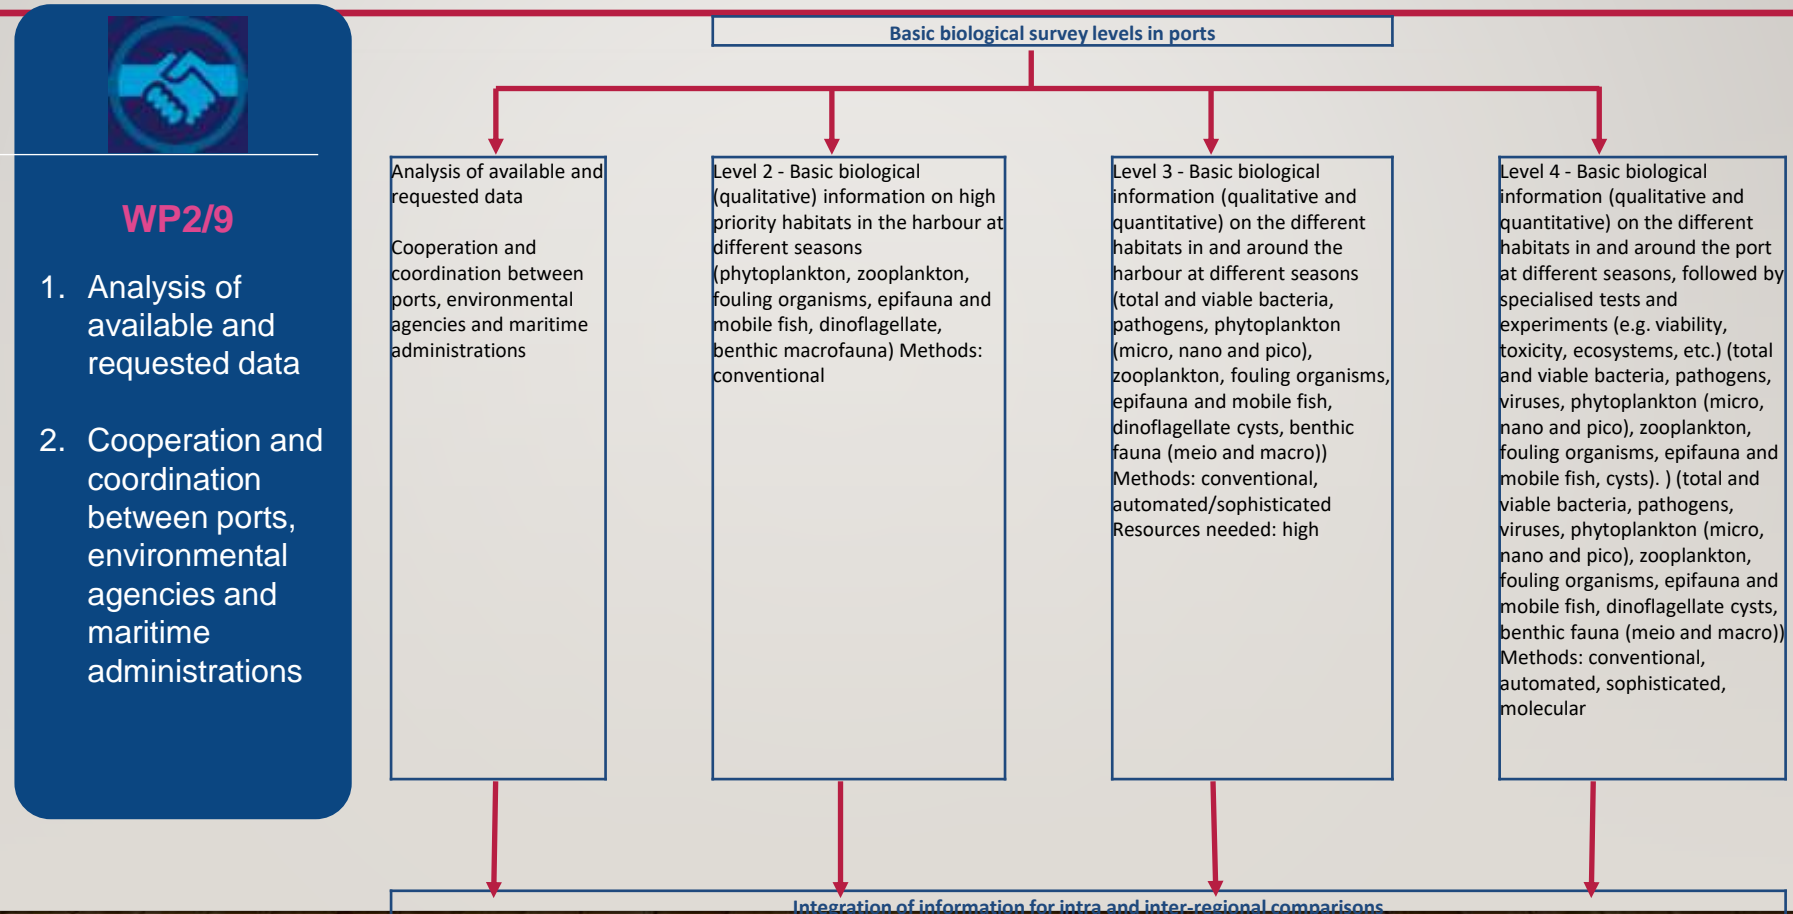 Basic biological survey levels in ports
WP2/9
1. Analysis of
available and
requested data
2. Cooperation and
coordination
between ports,
environmental
agencies and
maritime
administrations
Analysis of available and
requested data
Cooperation and
coordination between
ports, environmental
agencies and maritime
administrations
Level 2 - Basic biological
(qualitative) information on high
priority habitats in the harbour at
different seasons
(phytoplankton, zooplankton,
fouling organisms, epifauna and
mobile fish, dinoflagellate,
benthic macrofauna) Methods:
conventional
Level 3 - Basic biological
information (qualitative and
quantitative) on the different
habitats in and around the
harbour at different seasons
(total and viable bacteria,
pathogens, phytoplankton
(micro, nano and pico),
zooplankton, fouling organisms,
epifauna and mobile fish,
dinoflagellate cysts, benthic
fauna (meio and macro))
Methods: conventional,
automated/sophisticated
Resources needed: high
Level 4 - Basic biological
information (qualitative and
quantitative) on the different
habitats in and around the port
at different seasons, followed by
specialised tests and
experiments (e.g. viability,
toxicity, ecosystems, etc.) (total
and viable bacteria, pathogens,
viruses, phytoplankton (micro,
nano and pico), zooplankton,
fouling organisms, epifauna and
mobile fish, cysts). ) (total and
viable bacteria, pathogens,
viruses, phytoplankton (micro,
nano and pico), zooplankton,
fouling organisms, epifauna and
mobile fish, dinoflagellate cysts,
benthic fauna (meio and macro))
Methods: conventional,
automated, sophisticated,
molecular
Integration of information for intra and inter-regional comparisons